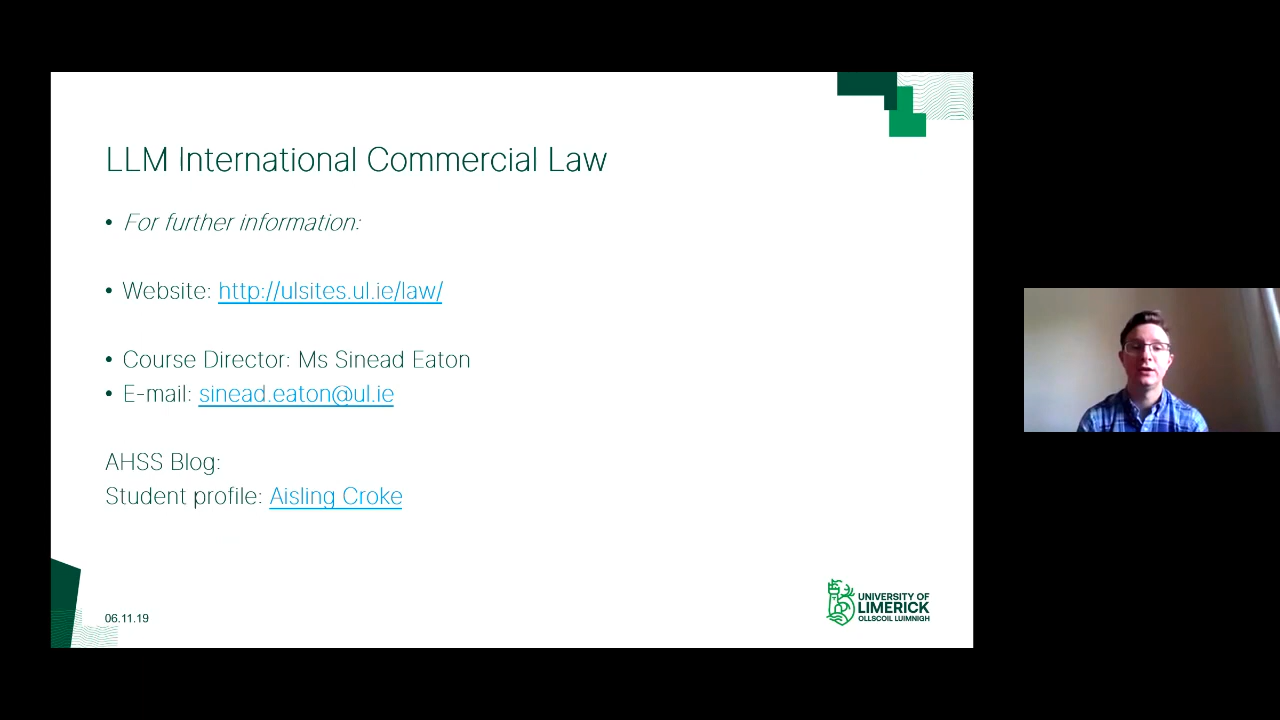 LLM International Commercial Law
• For further information:
• Website: http://ulsites.ul.ie/law/
• Course Director: Ms Sinead Eaton
• E-mail: sinead.eaton@ul.ie
AHSS Blog:
Student profile: Aisling Croke
06.11.19
UNIVERSITY OF
LIMERICK
OLLSCOIL LUIMNIGH